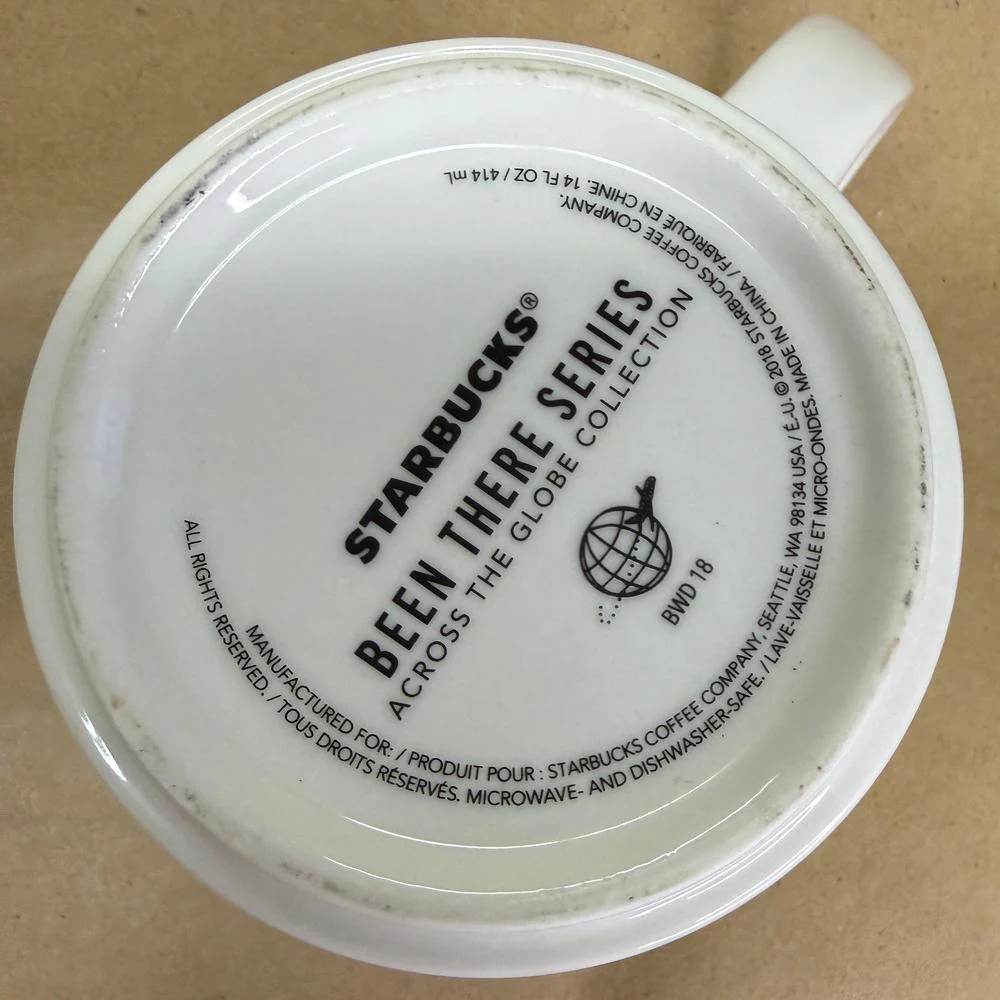 STARBUCKS®
BEEN THERE SERIES
ACROSS THE GLOBE COLLECTION
BWD 18
MANUFACTURED FOR: / PRODUIT POUR : STARBUCKS COFFEE COMPANY, SEATTLE, WA 98134 USA / É.-U. © 2018 STARBUCKS COFFEE COMPANY.
ALL RIGHTS RESERVED. / TOUS DROITS RÉSERVÉS. MICROWAVE- AND DISHWASHER-SAFE. / LAVE-VAISSELLE ET MICRO-ONDES. MADE IN CHINA. / FABRIQUÉ EN CHINE. 14 FL OZ / 414 mL